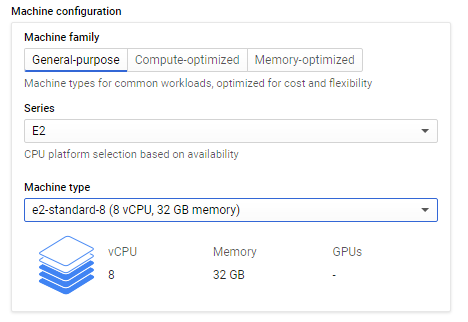 Machine configuration
Machine family
General-purpose Compute-optimized Memory-optimized
Machine types for common workloads, optimized for cost and flexibility
Series
E2
CPU platform selection based on availability
Machine type
e2-standard-8 (8 vCPU, 32 GB memory)
vCPU Memory GPUs
8 32 GB -